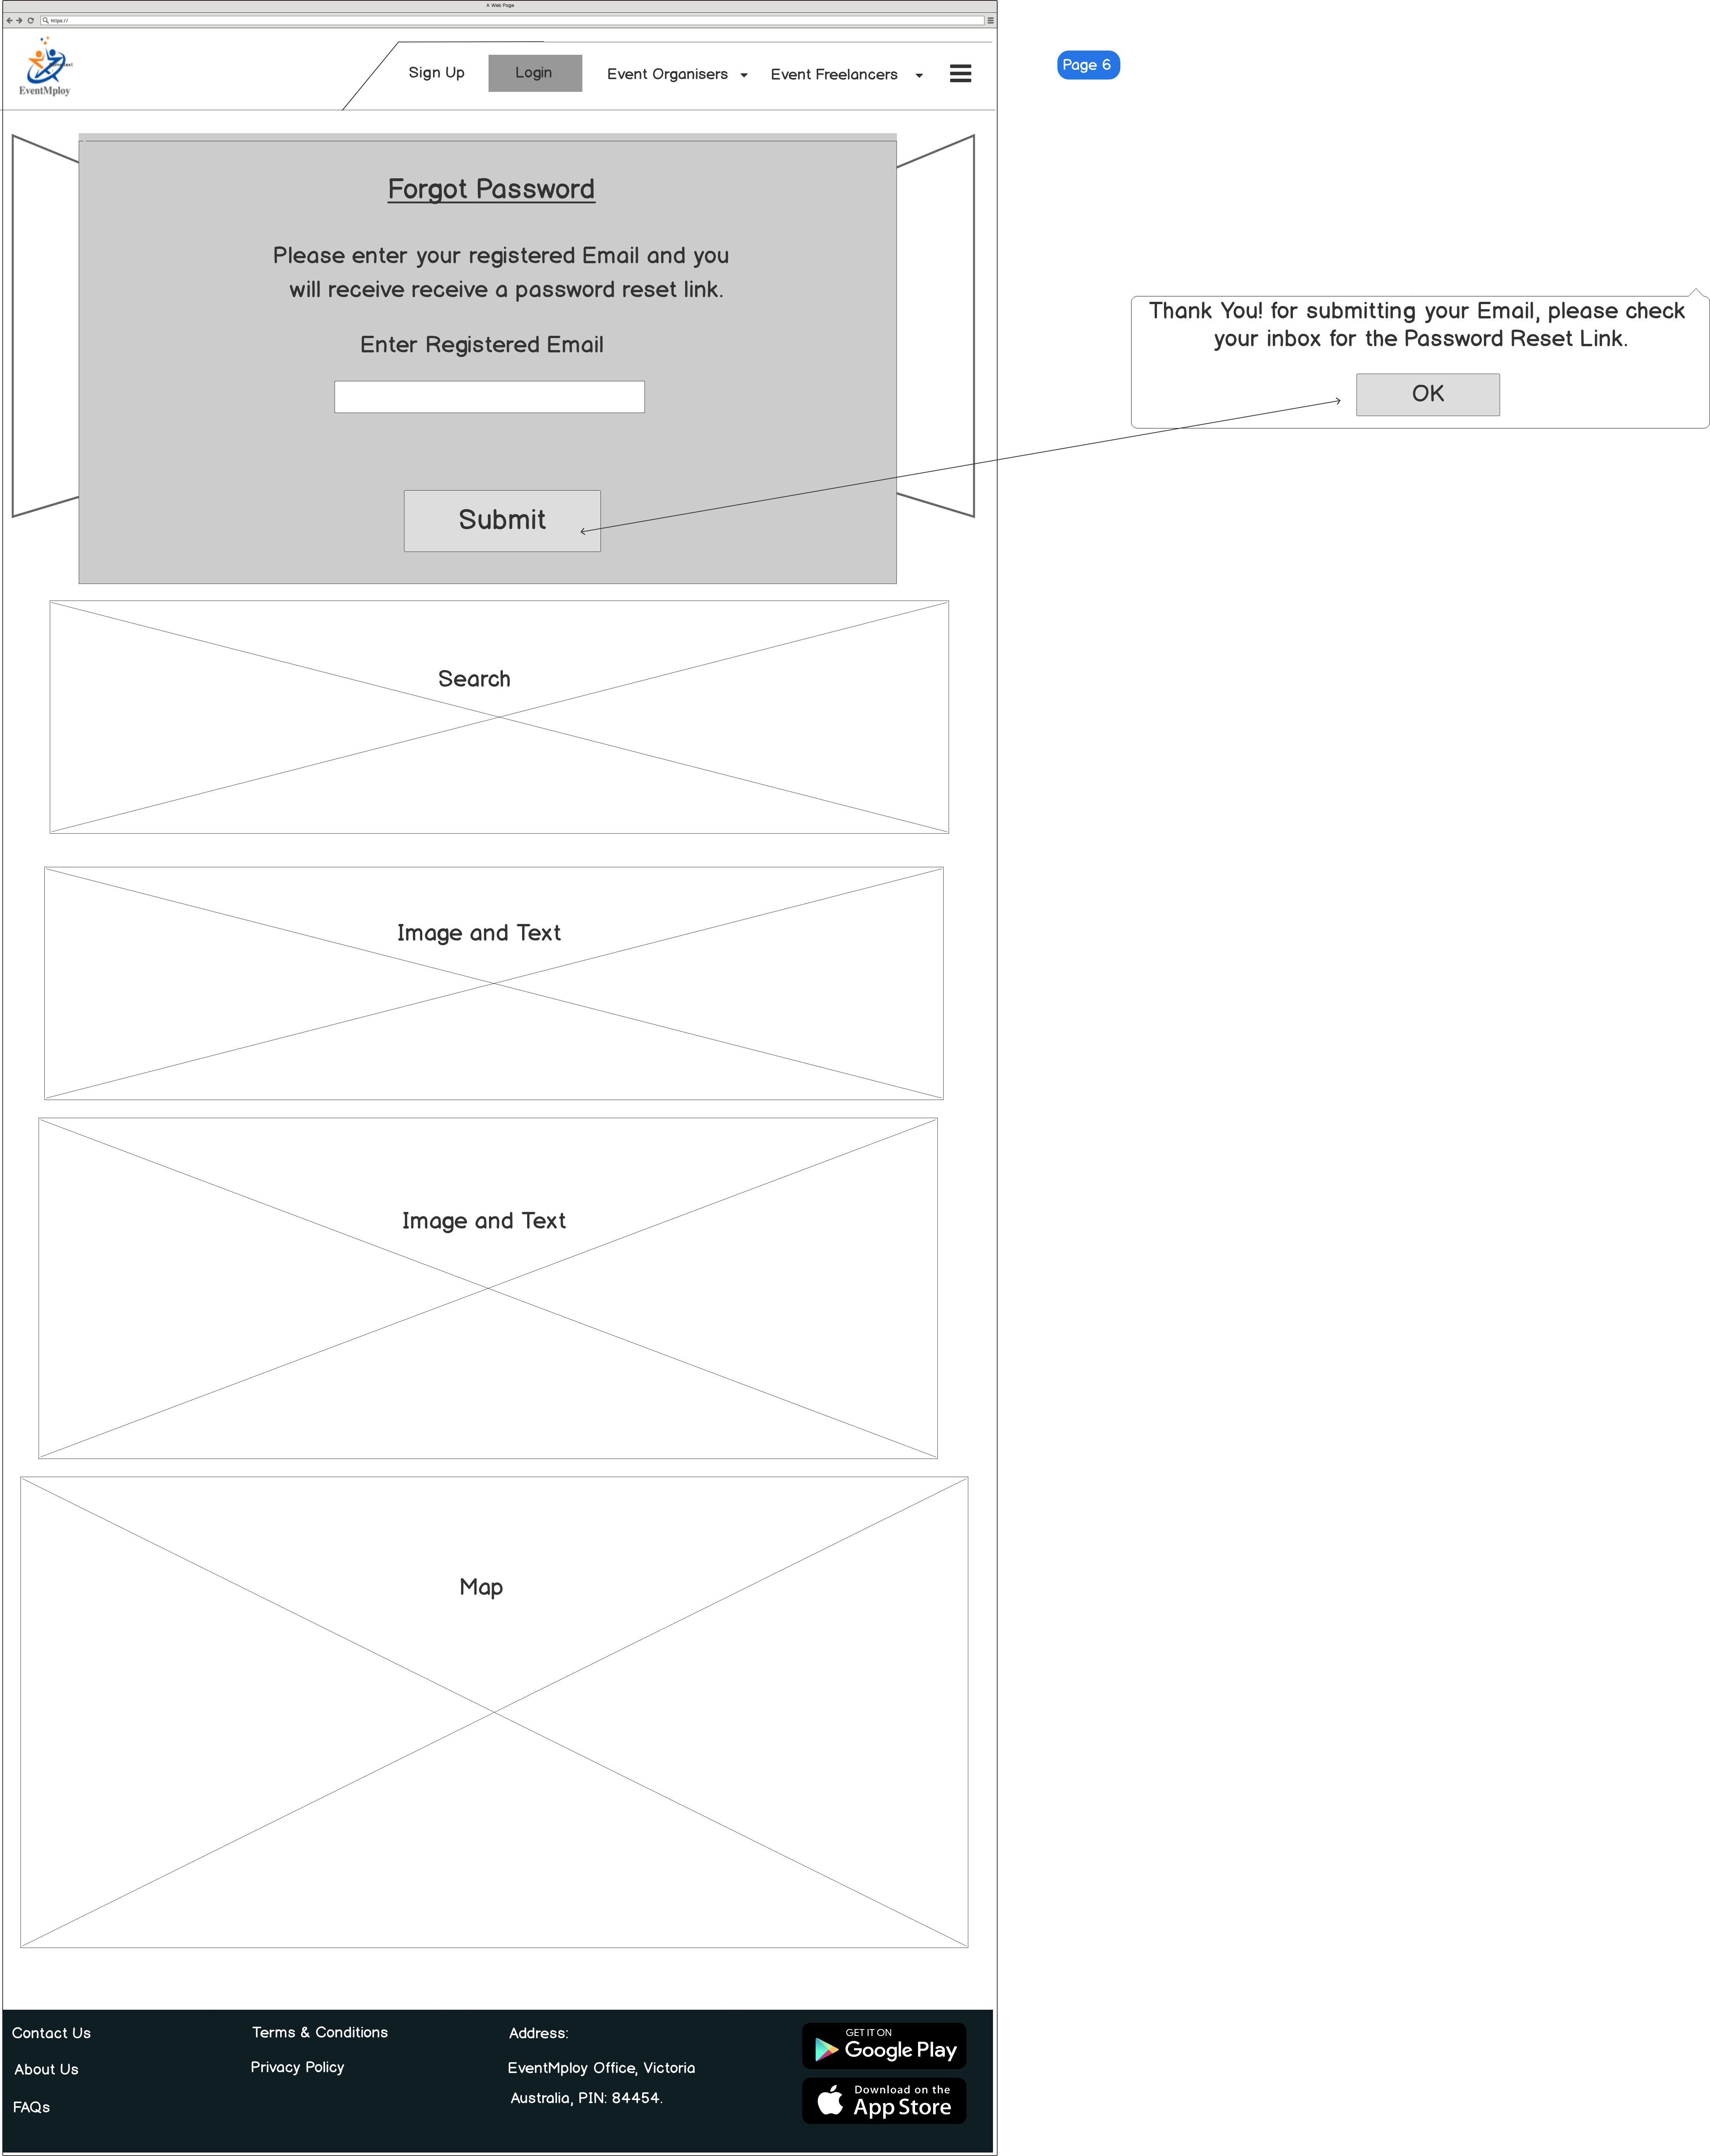 A Web Page
https://
EventMploy
Sign Up
Login
Event Organisers
Event Freelancers
Page 6
Forgot Password
Please enter your registered Email and you
will receive receive a password reset link.
Enter Registered Email
Submit
Thank You! for submitting your Email, please check
your inbox for the Password Reset Link.
OK
Search
Image and Text
Image and Text
Map
Contact Us
About Us
FAQs
Terms & Conditions
Privacy Policy
Address:
EventMploy Office, Victoria
Australia, PIN: 84454.
GET IT ON
Google Play
Download on the
App Store